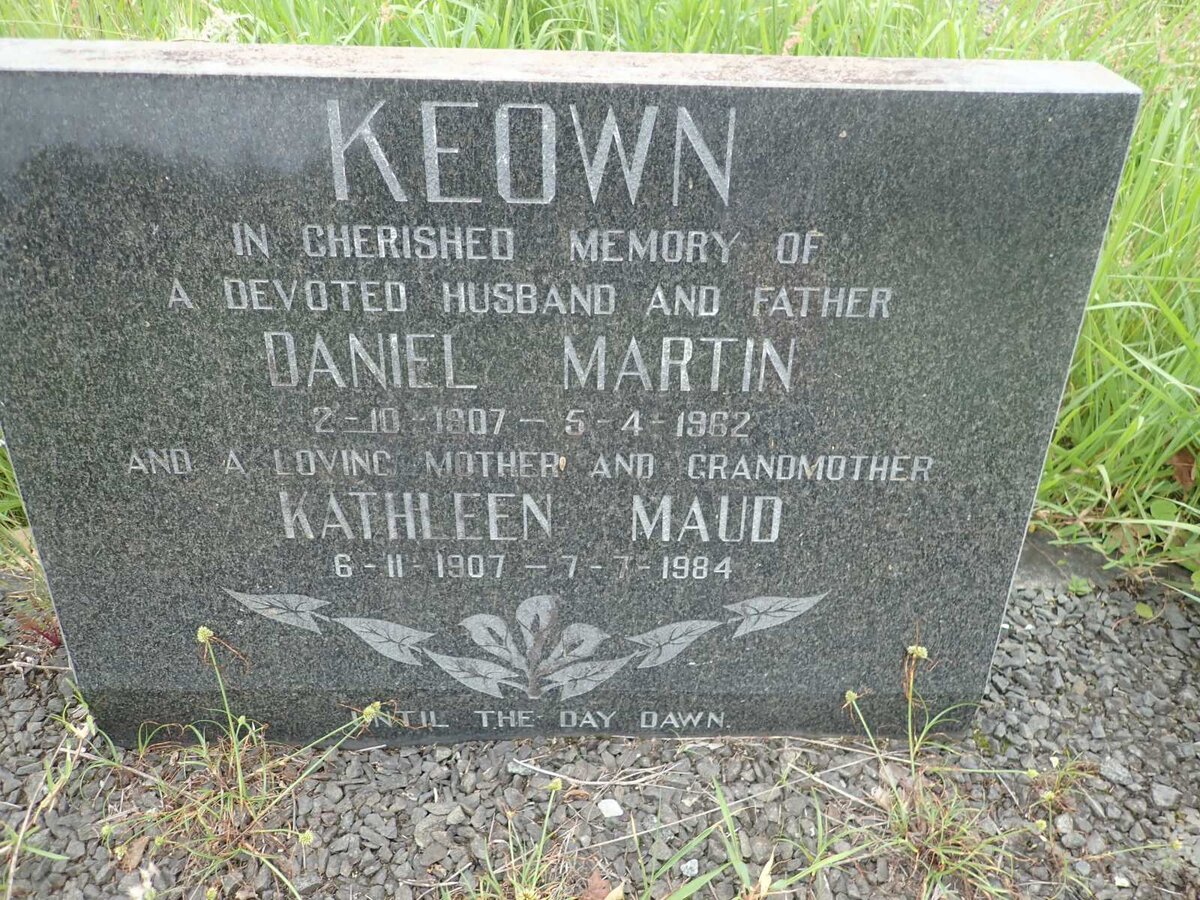 KEOWN
IN CHERISHED MEMORY OF
A DEVOTED HUSBAND AND FATHER
DANIEL MARTIN
2-10-1907 - 5-4-1962
AND A LOVING MOTHER AND GRANDMOTHER
KATHLEEN MAUD
6-11-1907 - 7-7-1984
UNTIL THE DAY DAWN.